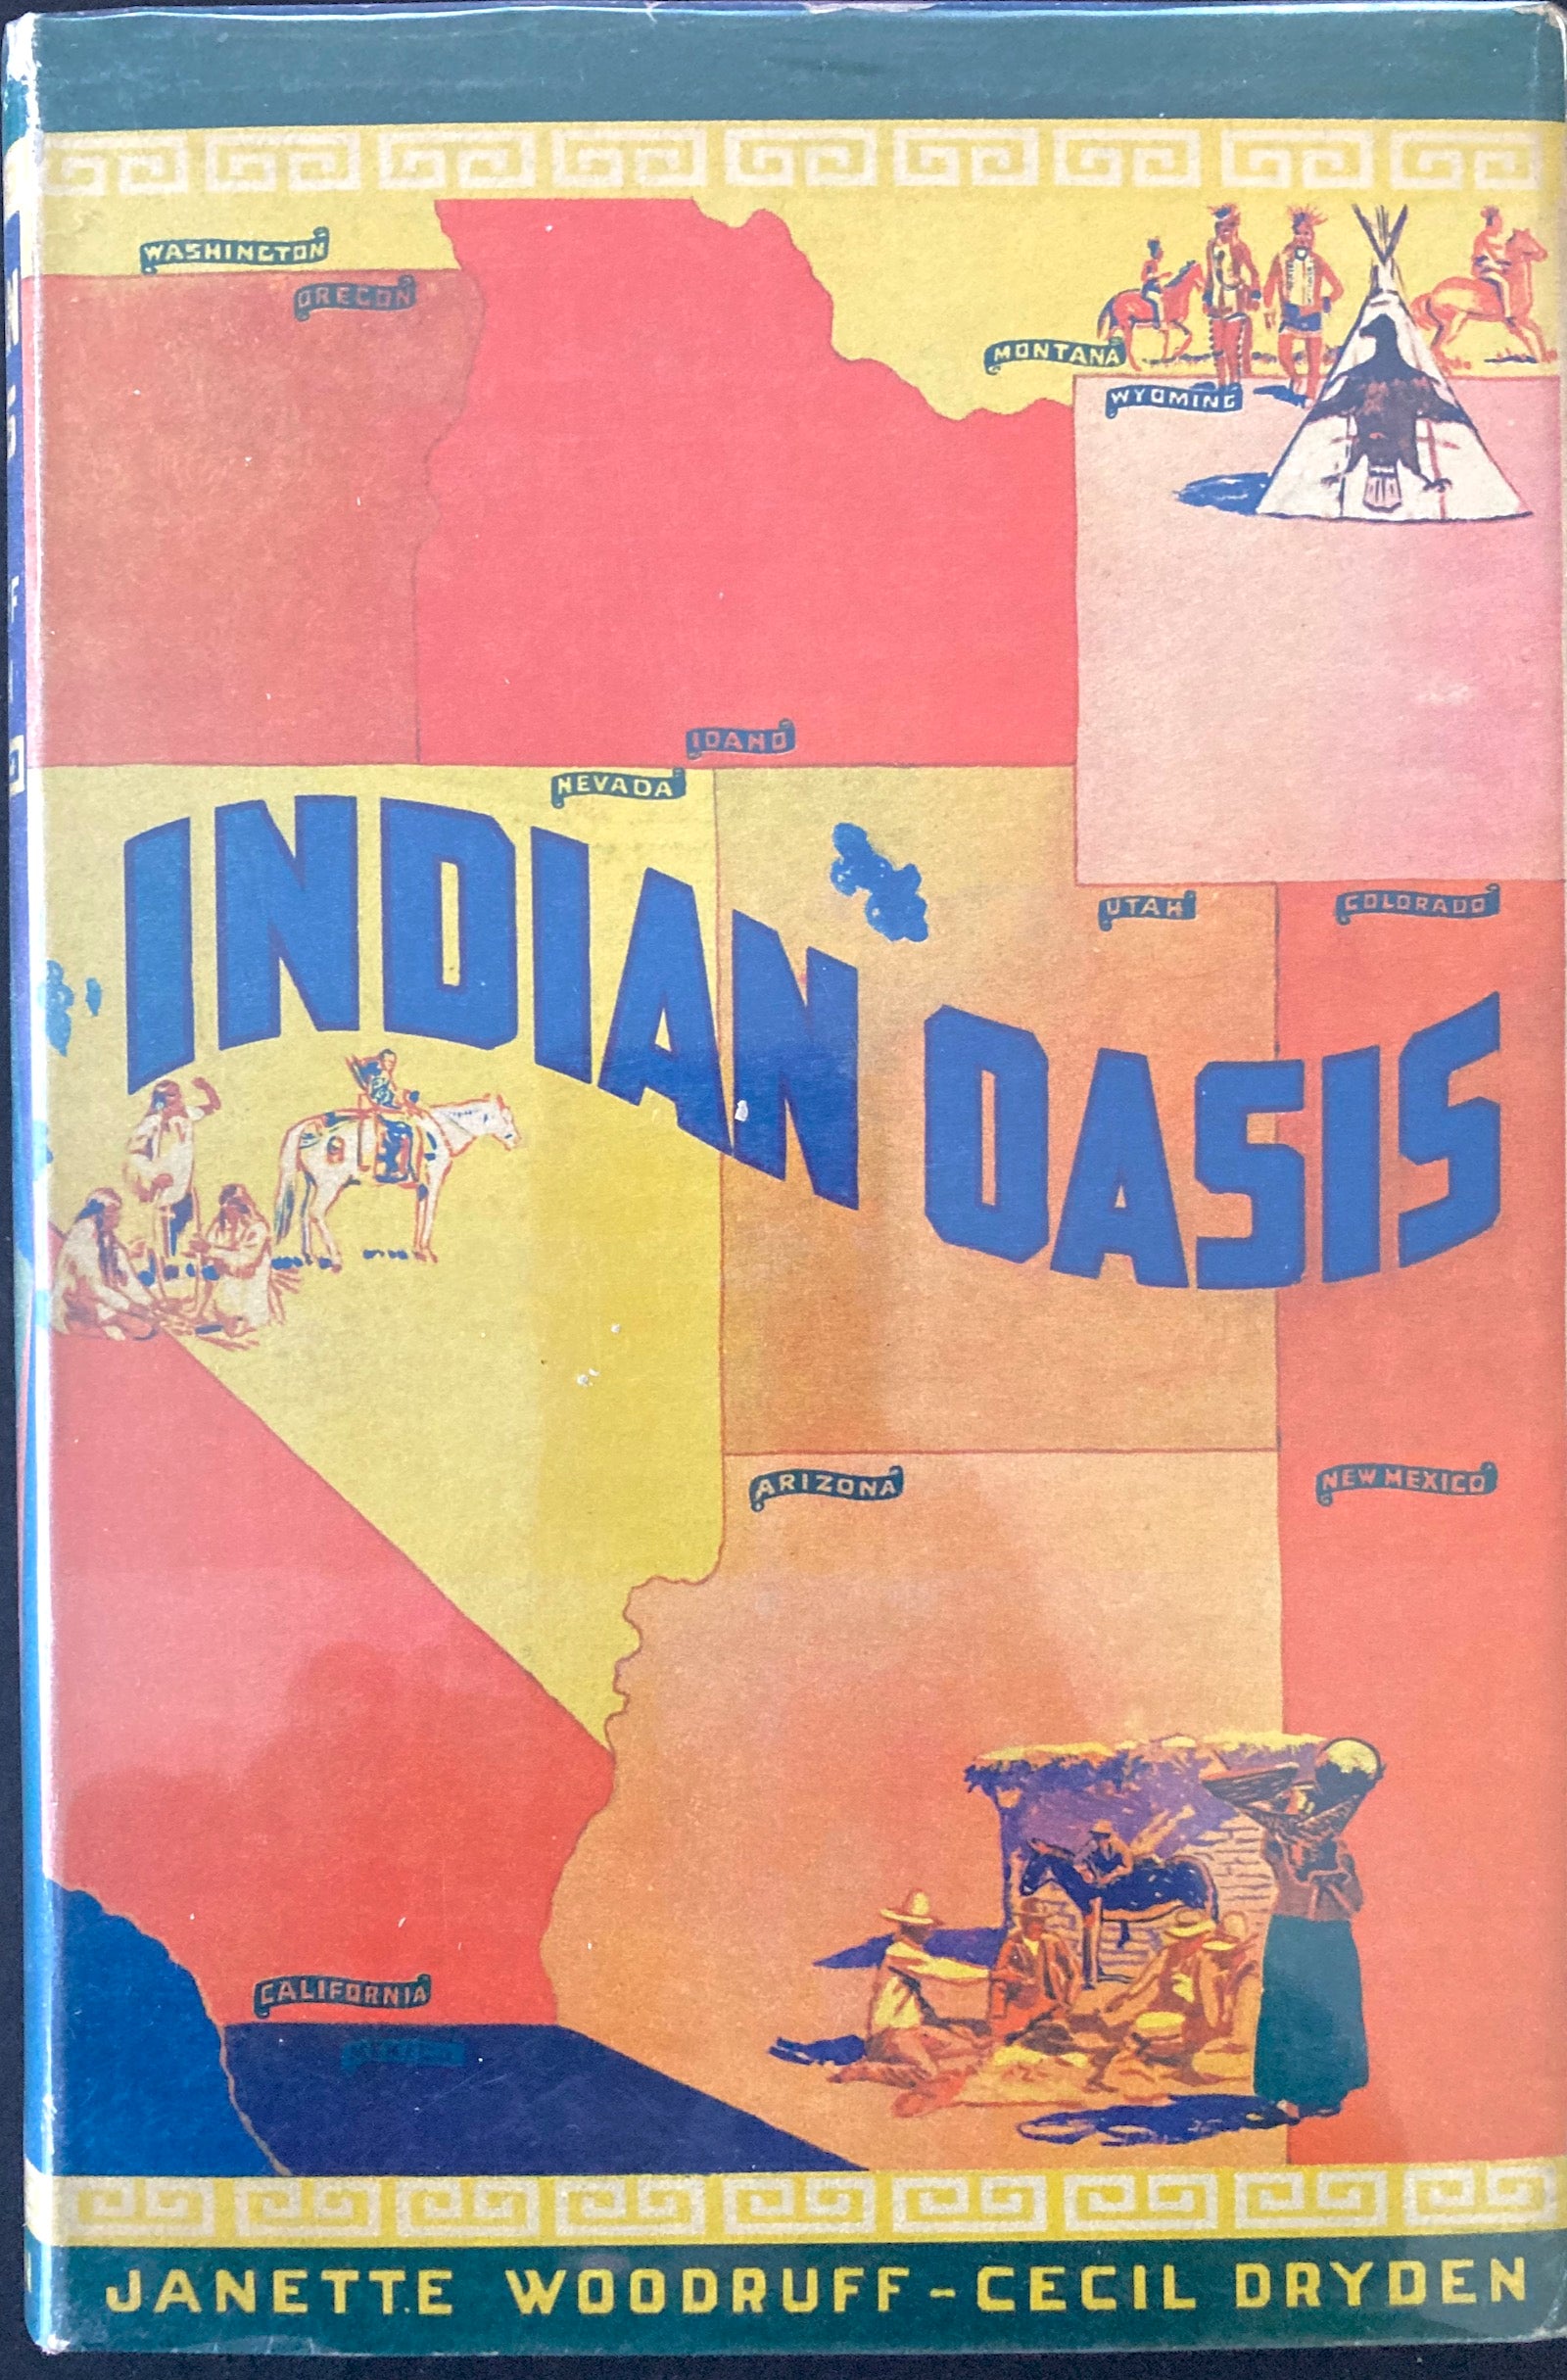 WASHINGTON
OREGON
MONTANA
WYOMING
IDAHO
NEVADA
UTAH
COLORADO
INDIAN OASIS
ARIZONA
NEW MEXICO
CALIFORNIA
JANETTE WOODRUFF-CECIL DRYDEN